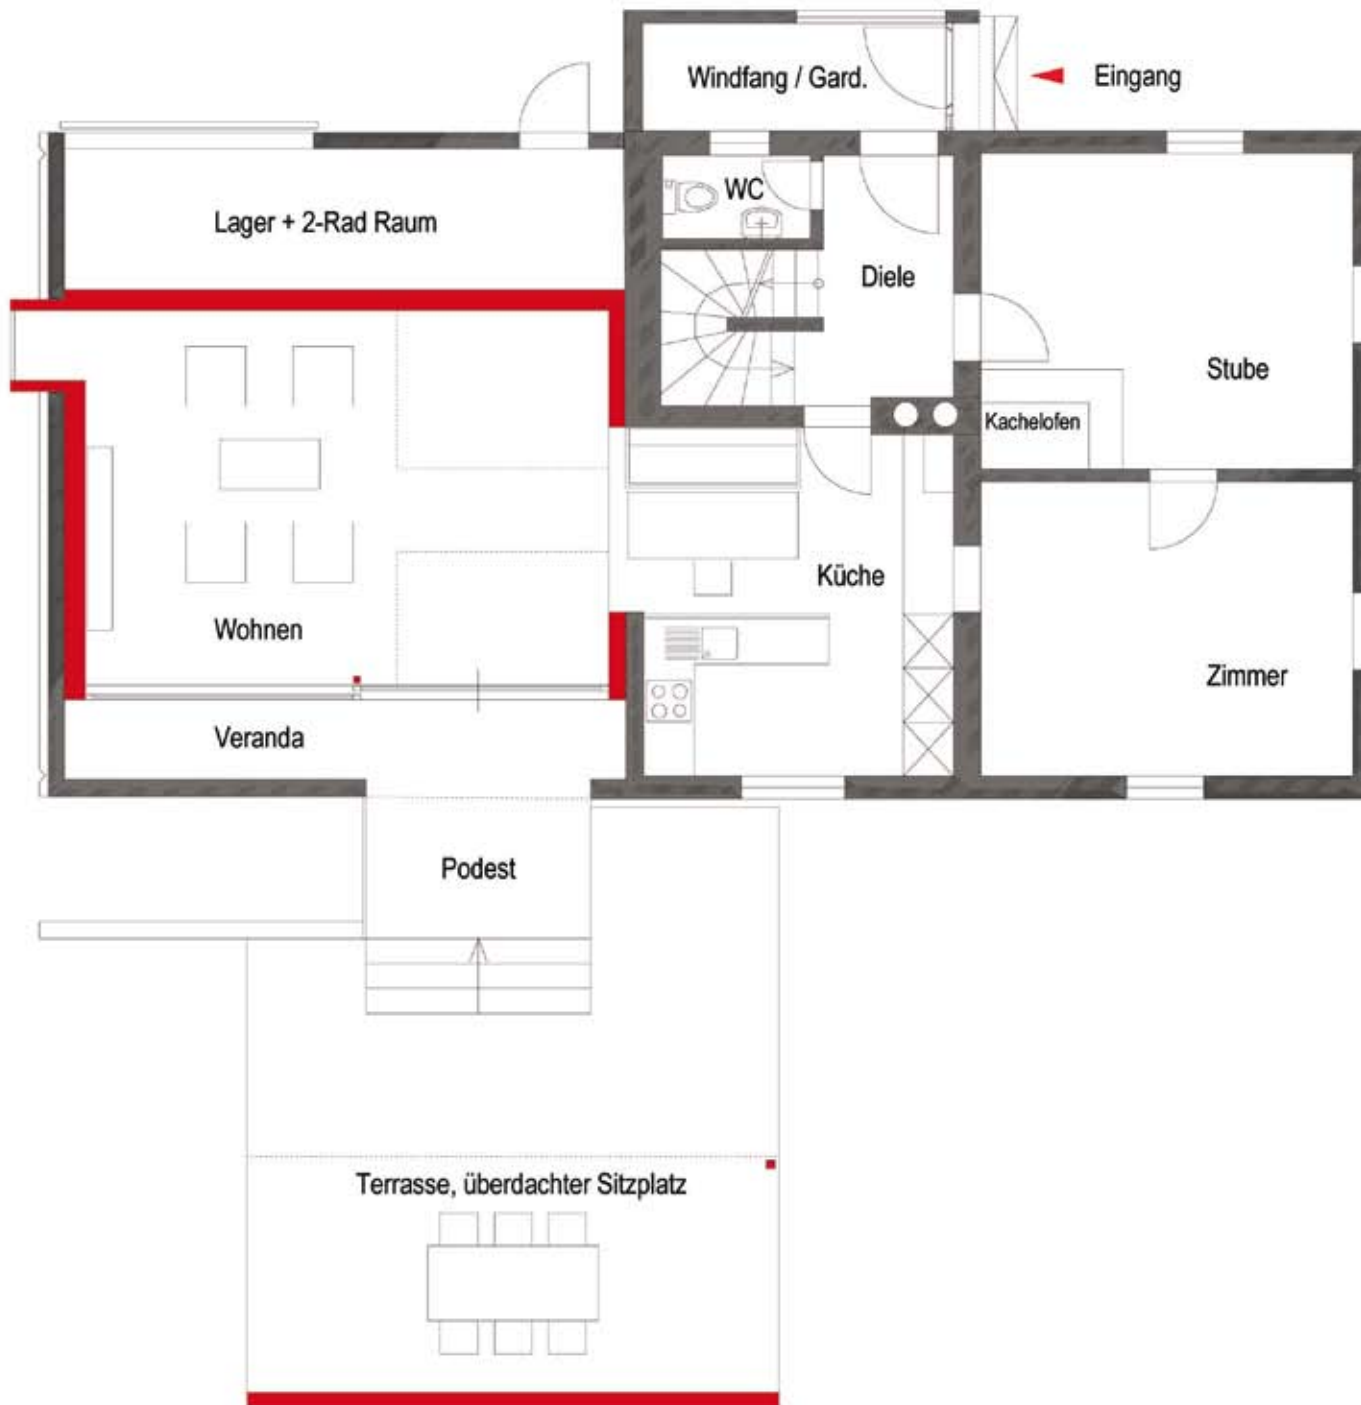 Windfang / Gard.
Eingang
WC
Lager + 2-Rad Raum
Diele
Stube
Kachelofen
Küche
Wohnen
Zimmer
Veranda
Podest
Terrasse, überdachter Sitzplatz